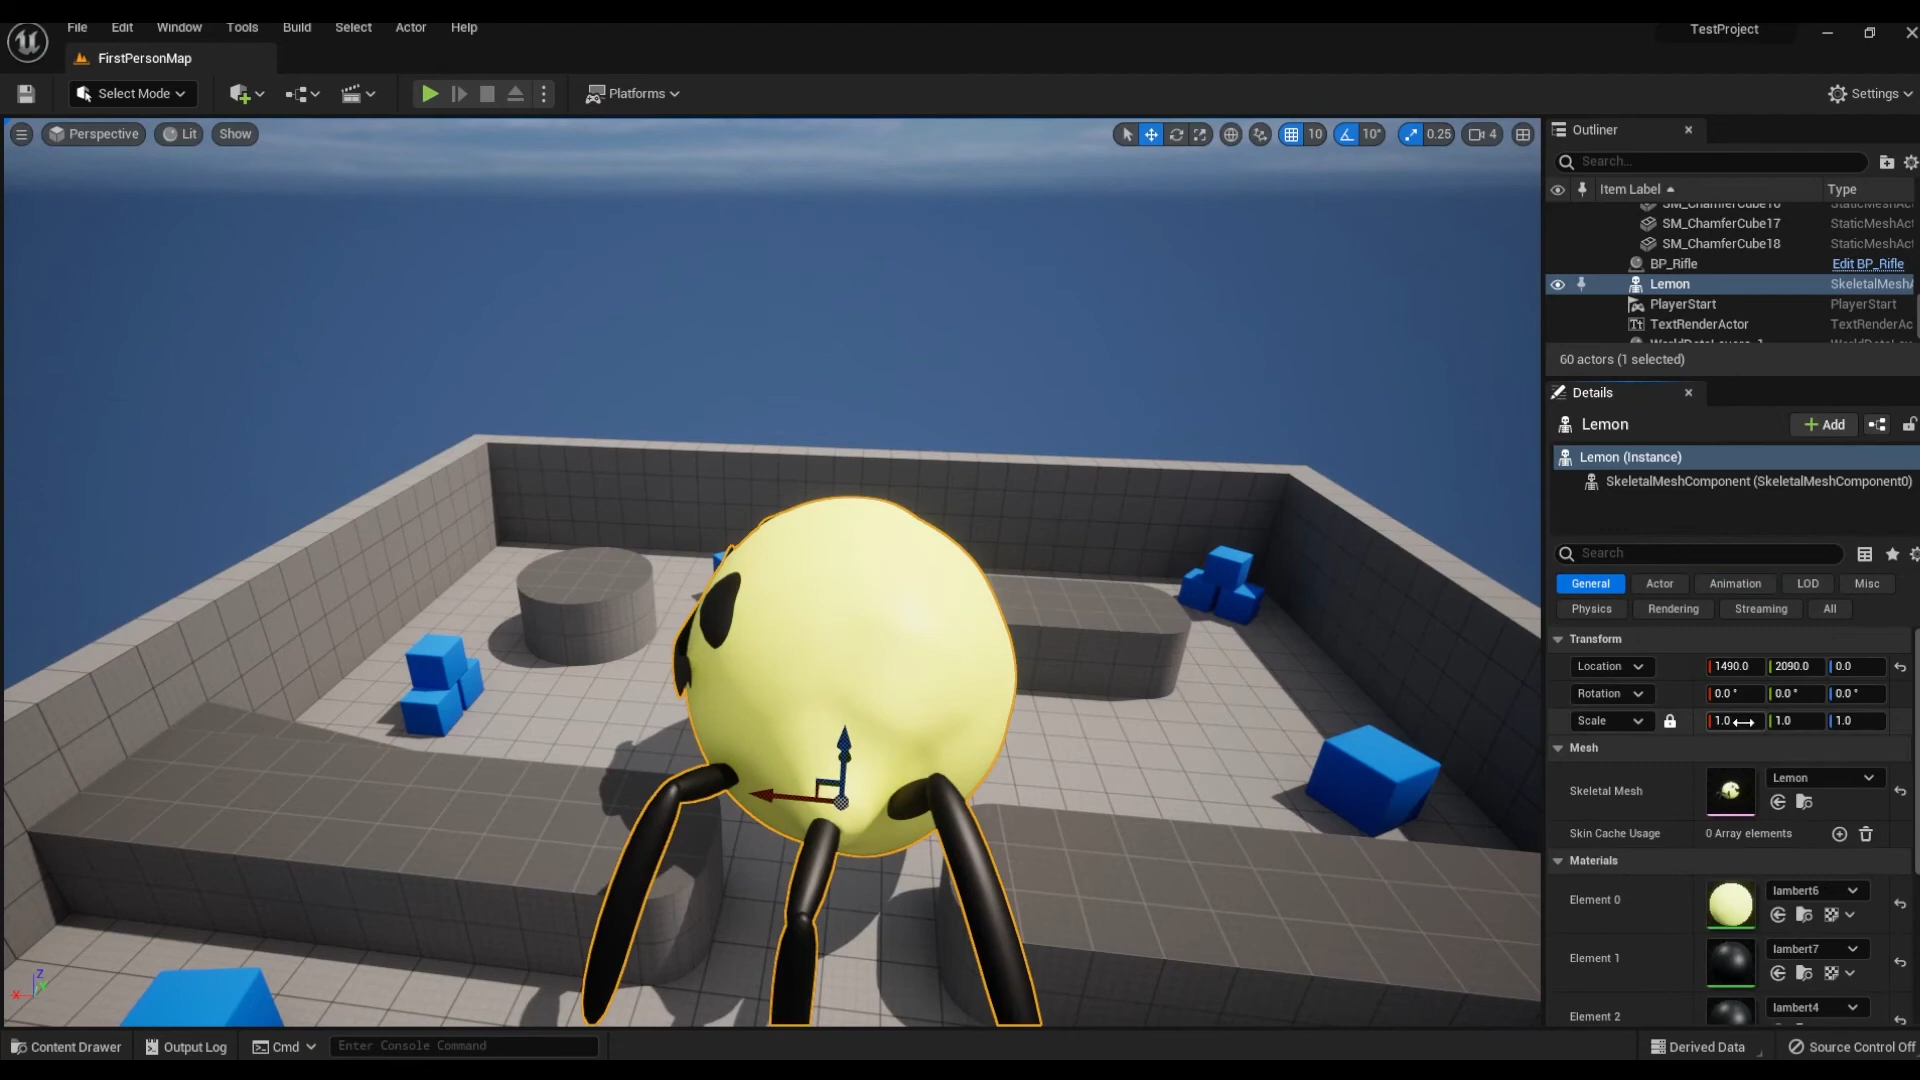 File Edit Window Tools Build Select Actor Help
TestProject
FirstPersonMap
Select Mode
Platforms
Settings
Perspective Lit Show
10 10° 0.25 4
Outliner
Search...
Item Label Type
SM_ChamferCube16
SM_ChamferCube17 StaticMeshAct
SM_ChamferCube18 StaticMeshAct
BP_Rifle Edit BP_Rifle
Lemon SkeletalMeshA
PlayerStart PlayerStart
TextRenderActor TextRenderAc
60 actors (1 selected)
Details
Lemon
Add
Lemon (Instance)
SkeletalMeshComponent (SkeletalMeshComponent0)
Search
General Actor Animation LOD Misc
Physics Rendering Streaming All
Transform
Location 1490.0 2090.0 0.0
Rotation 0.0° 0.0° 0.0°
Scale 1.0 1.0 1.0
Mesh
Skeletal Mesh Lemon
Skin Cache Usage 0 Array elements
Materials
Element 0 lambert6
Element 1 lambert7
Element 2 lambert4
Z
X
Content Drawer Output Log Cmd Enter Console Command
Derived Data Source Control Off